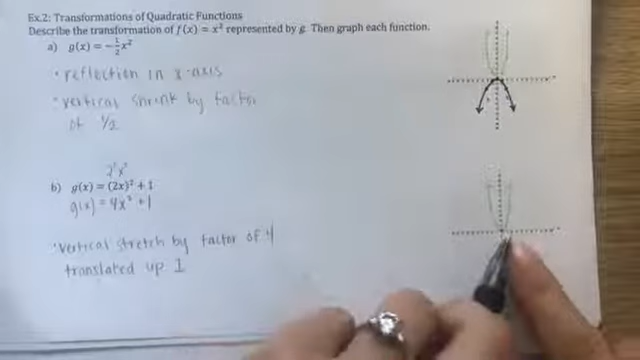 Ex.2: Transformations of Quadratic Functions
Describe the transformation of f(x) = x² represented by g. Then graph each function.
a) g(x) = -½x²
· reflection in x-axis
· vertical shrink by factor
of ½
2²x²
b) g(x) = (2x)² + 1
g(x) = 4x² + 1
· vertical stretch by factor of 4
translated up 1